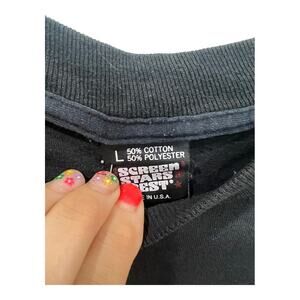 L 50% COTTON
50% POLYESTER
SCREEN
STARS
BEST
IN U.S.A.